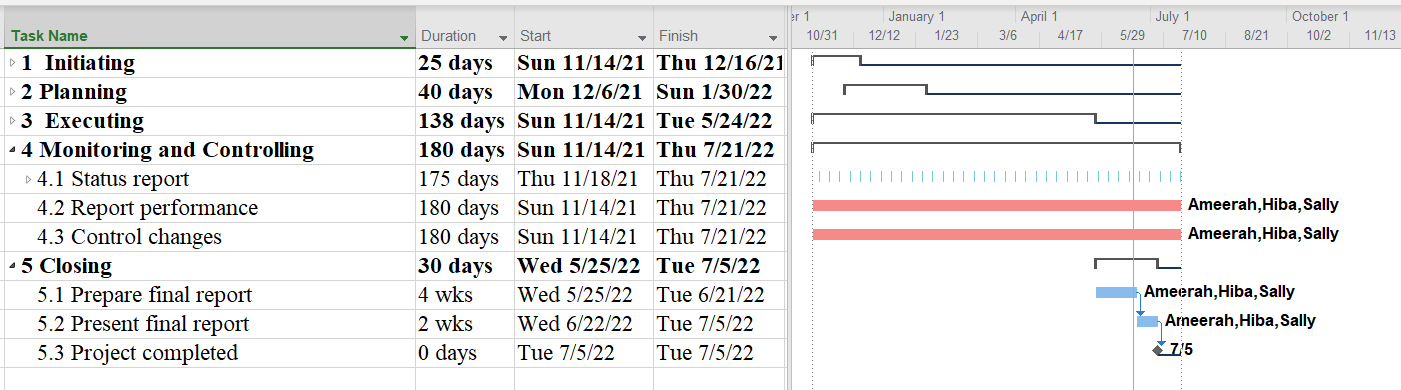 er 1 January 1 April 1 July 1 October 1
Task Name Duration Start Finish 10/31 12/12 1/23 3/6 4/17 5/29 7/10 8/21 10/2 11/13
1 Initiating 25 days Sun 11/14/21 Thu 12/16/21
2 Planning 40 days Mon 12/6/21 Sun 1/30/22
3 Executing 138 days Sun 11/14/21 Tue 5/24/22
4 Monitoring and Controlling 180 days Sun 11/14/21 Thu 7/21/22
4.1 Status report 175 days Thu 11/18/21 Thu 7/21/22
4.2 Report performance 180 days Sun 11/14/21 Thu 7/21/22 Ameerah,Hiba,Sally
4.3 Control changes 180 days Sun 11/14/21 Thu 7/21/22 Ameerah,Hiba,Sally
5 Closing 30 days Wed 5/25/22 Tue 7/5/22
5.1 Prepare final report 4 wks Wed 5/25/22 Tue 6/21/22 Ameerah,Hiba,Sally
5.2 Present final report 2 wks Wed 6/22/22 Tue 7/5/22 Ameerah,Hiba,Sally
5.3 Project completed 0 days Tue 7/5/22 Tue 7/5/22 7/5